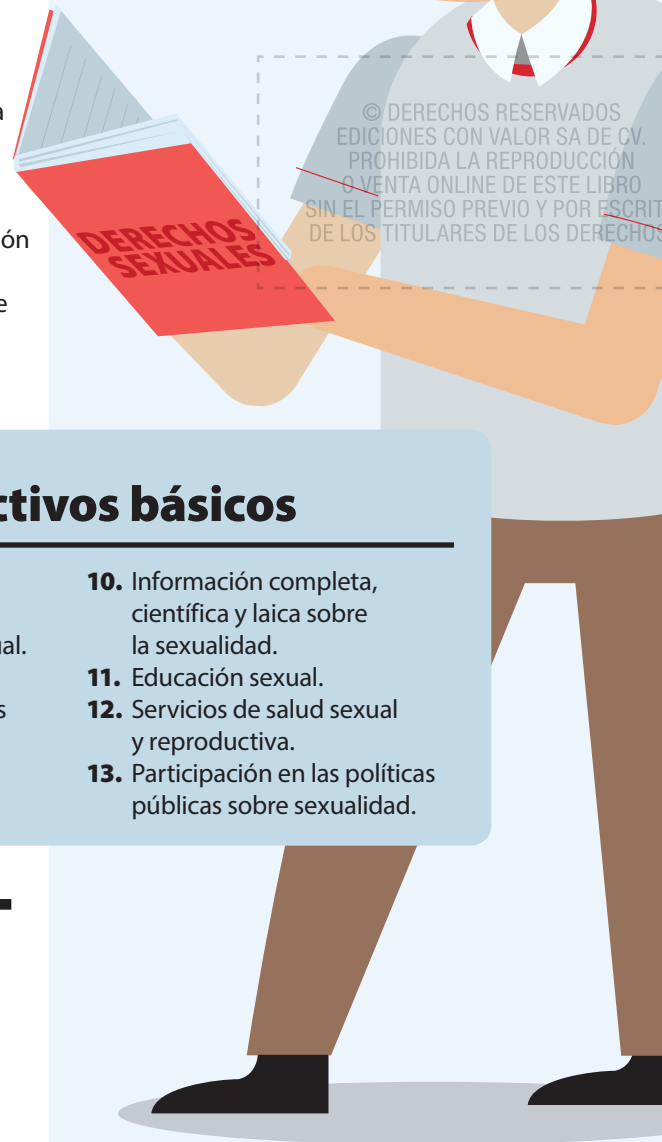 a
ón
e
DERECHOS
SEXUALES
© DERECHOS RESERVADOS
EDICIONES CON VALOR SA DE CV.
PROHIBIDA LA REPRODUCCIÓN
O VENTA ONLINE DE ESTE LIBRO
SIN EL PERMISO PREVIO Y POR ESCRIT
DE LOS TITULARES DE LOS DERECHOS
ctivos básicos
al.
s
10. Información completa,
científica y laica sobre
la sexualidad.
11. Educación sexual.
12. Servicios de salud sexual
y reproductiva.
13. Participación en las políticas
públicas sobre sexualidad.